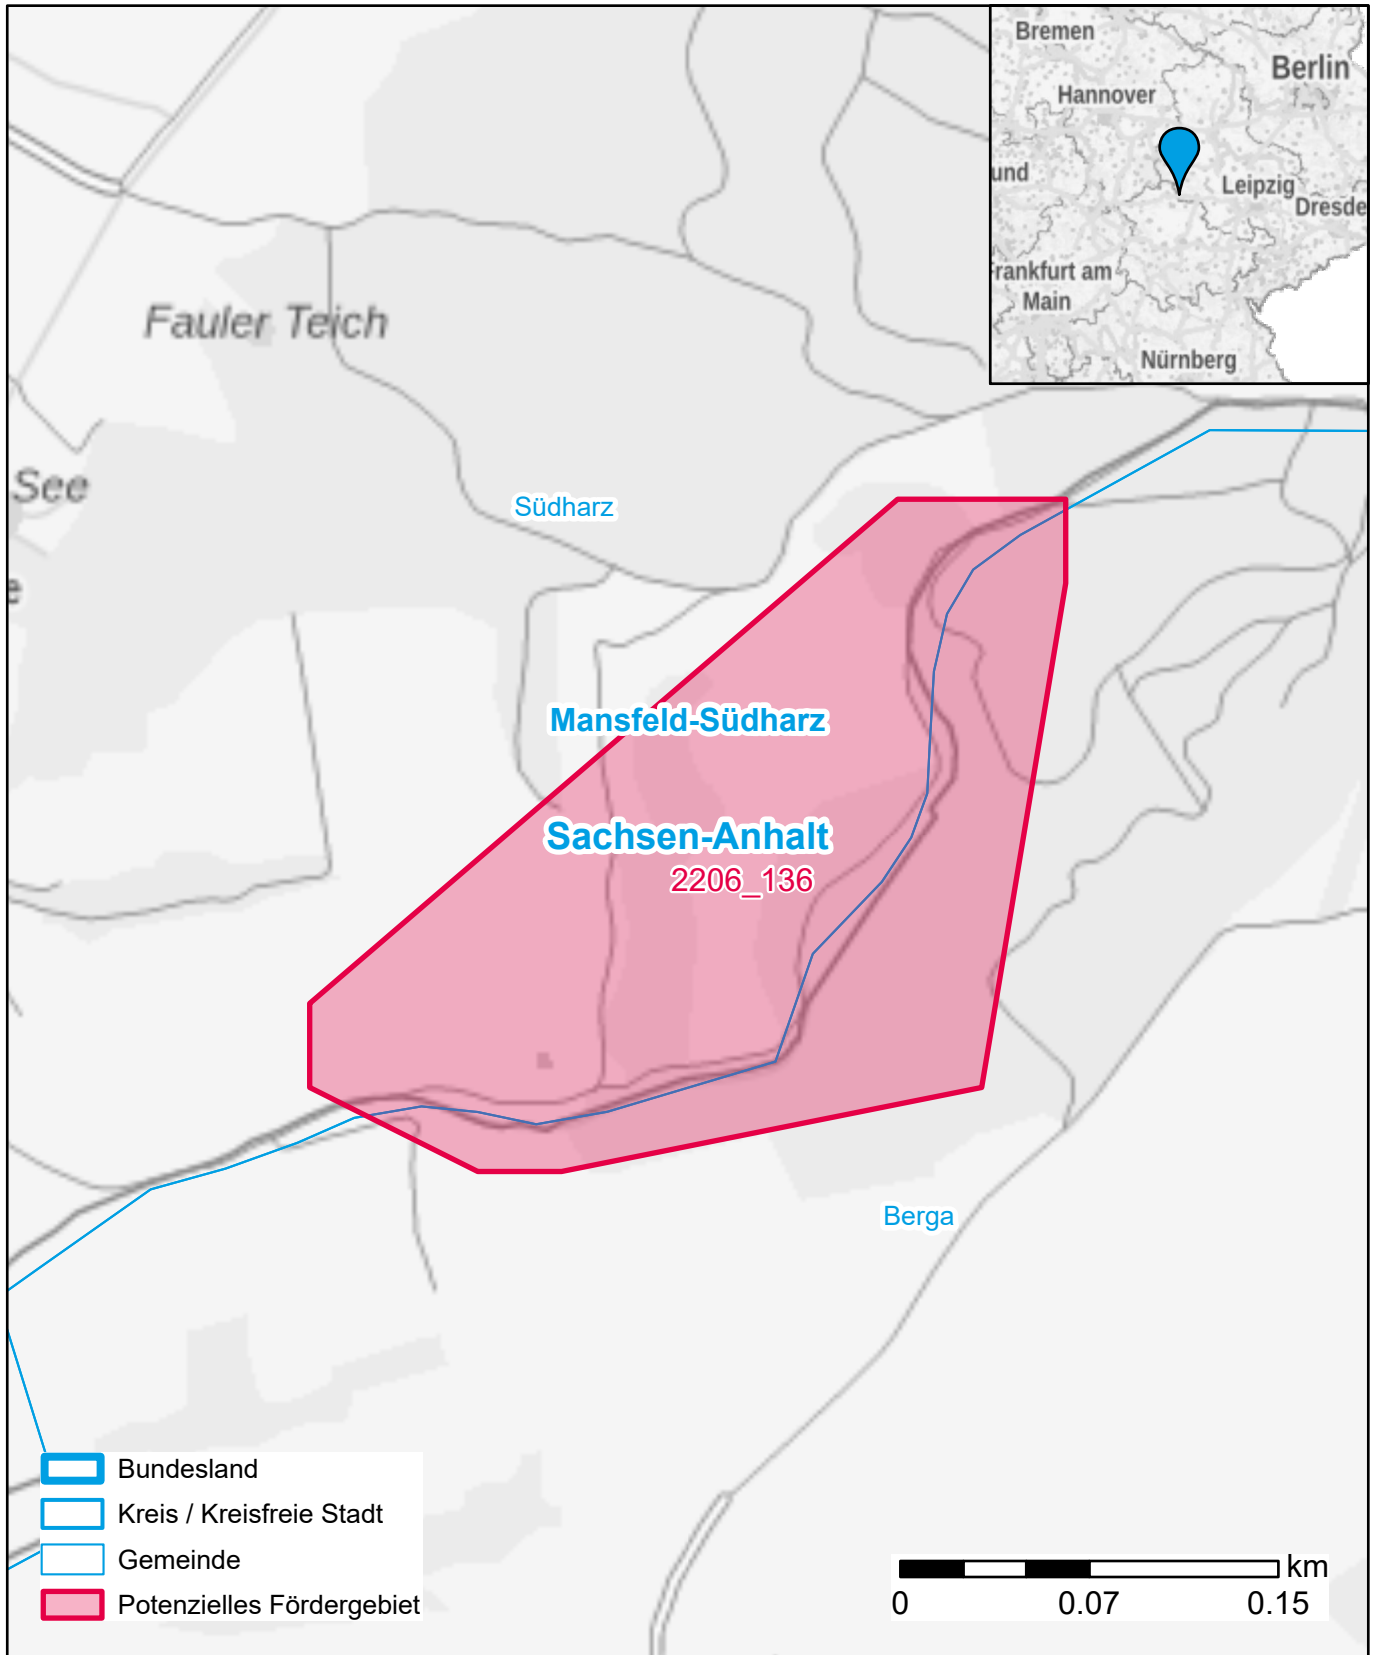 Bremen
Berlin
Hannover
und
Leipzig
Dresde
Frankfurt am
Main
Nürnberg
Fauler Teich
See
e
Südharz
Mansfeld-Südharz
Sachsen-Anhalt
2206_136
Berga
Bundesland
Kreis / Kreisfreie Stadt
Gemeinde
Potenzielles Fördergebiet
km
0 0.07 0.15